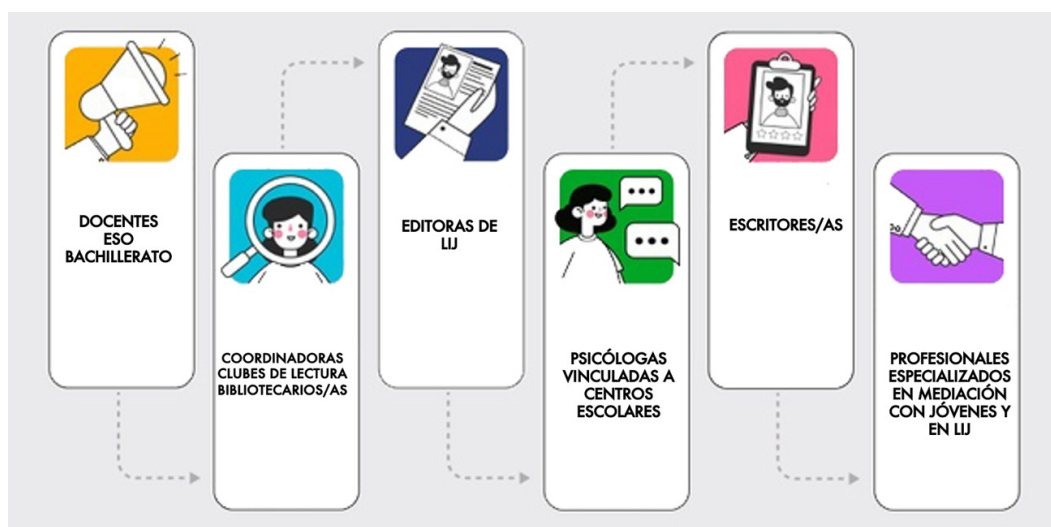 DOCENTES
ESO
BACHILLERATO
COORDINADORAS
CLUBES DE LECTURA
BIBLIOTECARIOS/AS
EDITORAS DE
LIJ
PSICÓLOGAS
VINCULADAS A
CENTROS
ESCOLARES
ESCRITORES/AS
PROFESIONALES
ESPECIALIZADOS
EN MEDIACIÓN
CON JÓVENES Y
EN LIJ